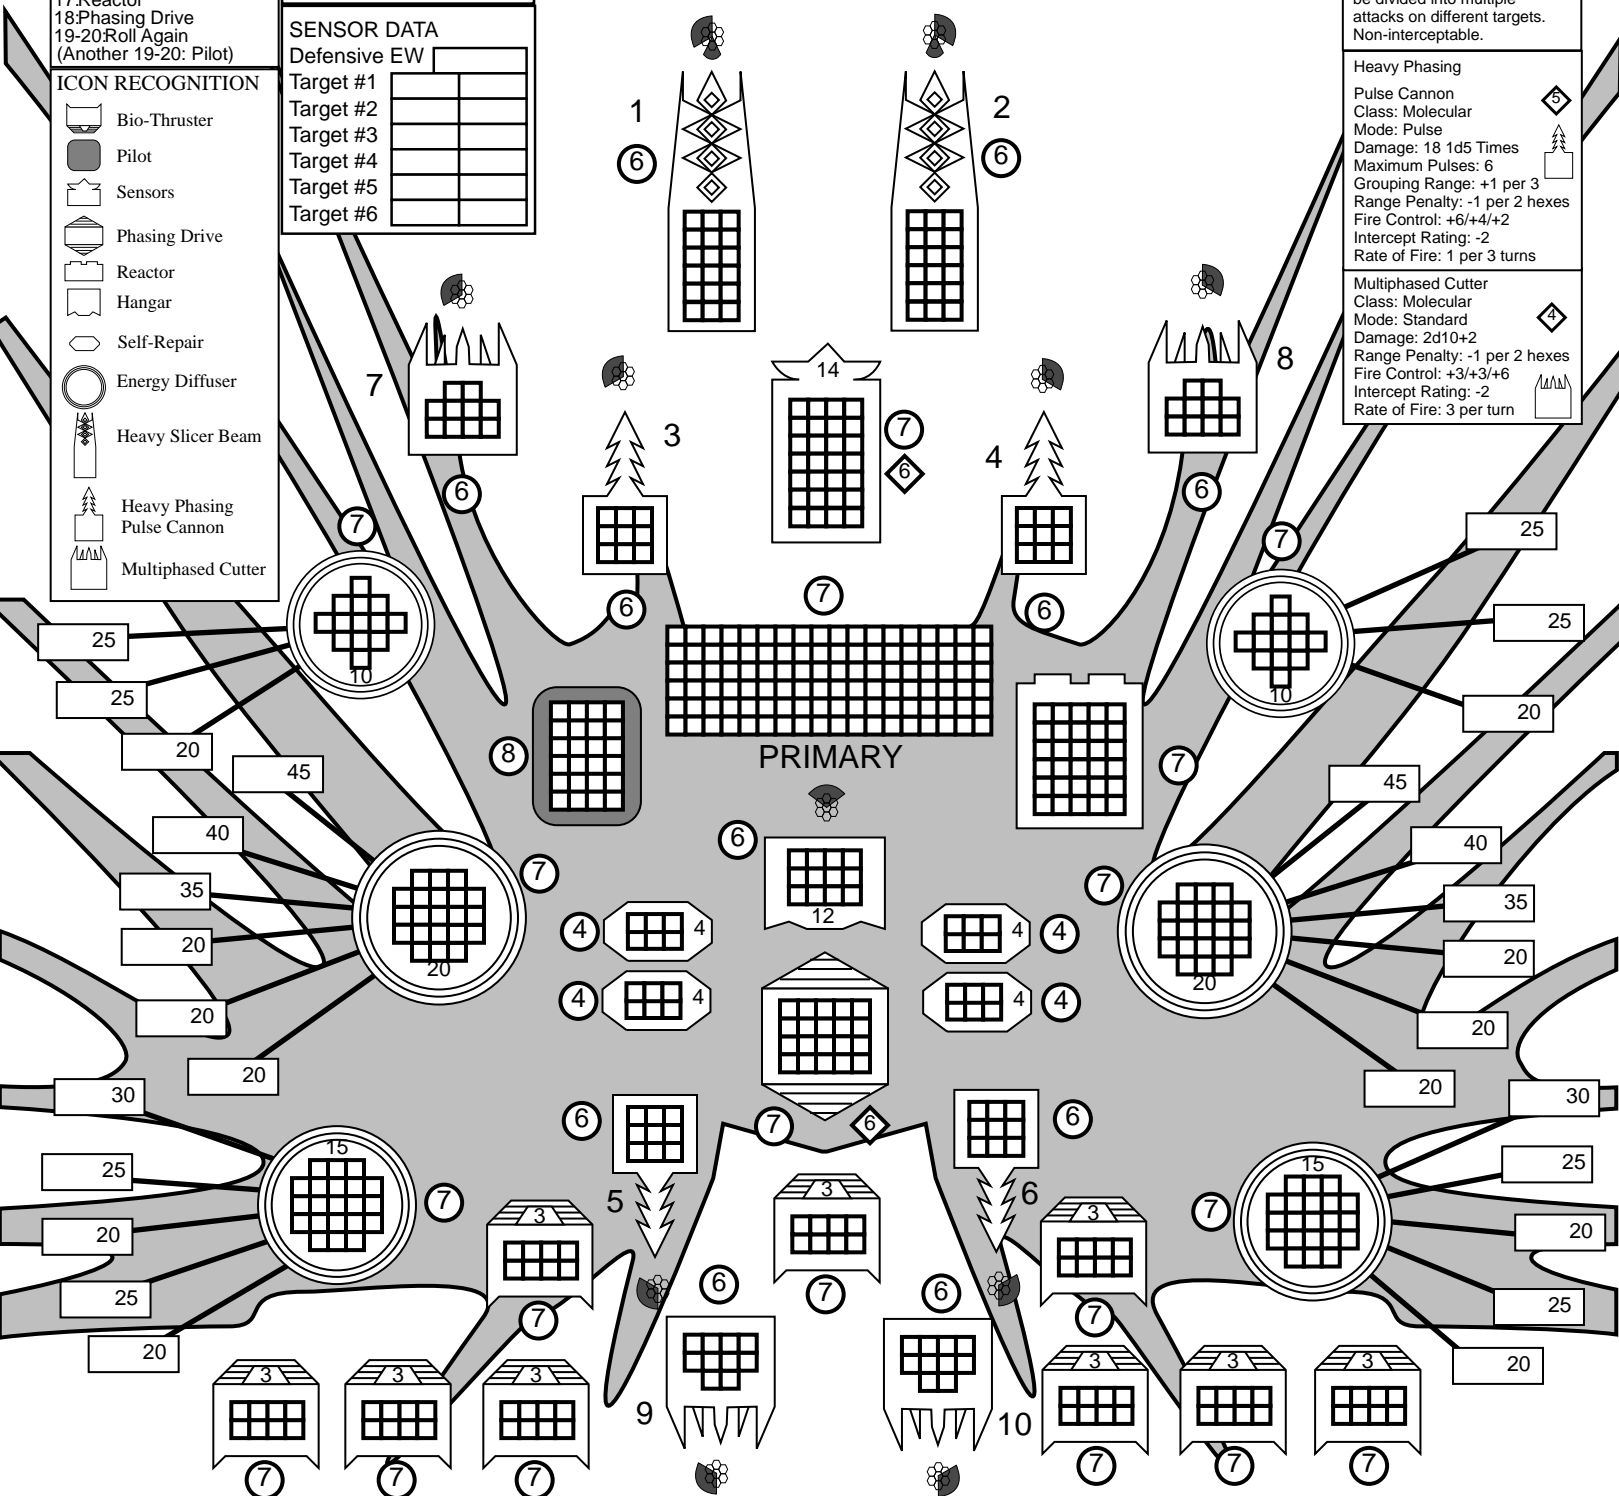 17:Reactor
18:Phasing Drive
19-20:Roll Again
(Another 19-20: Pilot)
ICON RECOGNITION
Bio-Thruster
Pilot
Sensors
Phasing Drive
Reactor
Hangar
Self-Repair
Energy Diffuser
Heavy Slicer Beam
Heavy Phasing
Pulse Cannon
Multiphased Cutter
SENSOR DATA
Defensive EW
Target #1
Target #2
Target #3
Target #4
Target #5
Target #6
be divided into multiple
attacks on different targets.
Non-interceptable.
Heavy Phasing
Pulse Cannon
5
Class: Molecular
Mode: Pulse
Damage: 18 1d5 Times
Maximum Pulses: 6
Grouping Range: +1 per 3
Range Penalty: -1 per 2 hexes
Fire Control: +6/+4/+2
Intercept Rating: -2
Rate of Fire: 1 per 3 turns
Multiphased Cutter
Class: Molecular
4
Mode: Standard
Damage: 2d10+2
Range Penalty: -1 per 2 hexes
Fire Control: +3/+3/+6
Intercept Rating: -2
Rate of Fire: 3 per turn
1
6
2
6
7
6
8
6
3
6
4
6
14
7
6
7
PRIMARY
8
7
7
10
25
25
20
7
10
25
25
20
45
40
35
20
20
20
7
20
45
40
35
20
20
20
7
20
6
12
4
4
4
4
4
4
4
4
7
6
30
25
20
25
20
15
7
30
25
20
25
20
15
7
6
5
6
6
3
7
3
7
3
7
6
9
6
10
3
7
3
7
3
7
3
7
3
7
3
7